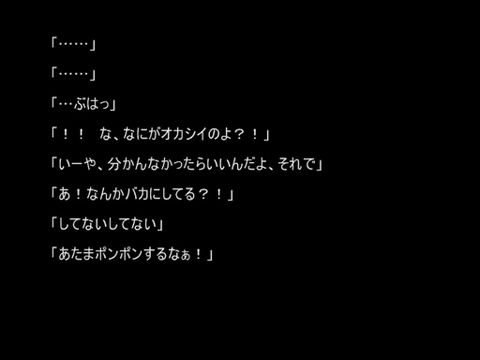 「……」
「……」
「…ぶはっ」
「！！　な、なにがオカシイのよ？！」
「いーや、分かんなかったらいいんだよ、それで」
「あ！なんかバカにしてる？！」
「してないしてない」
「あたまポンポンするなぁ！」